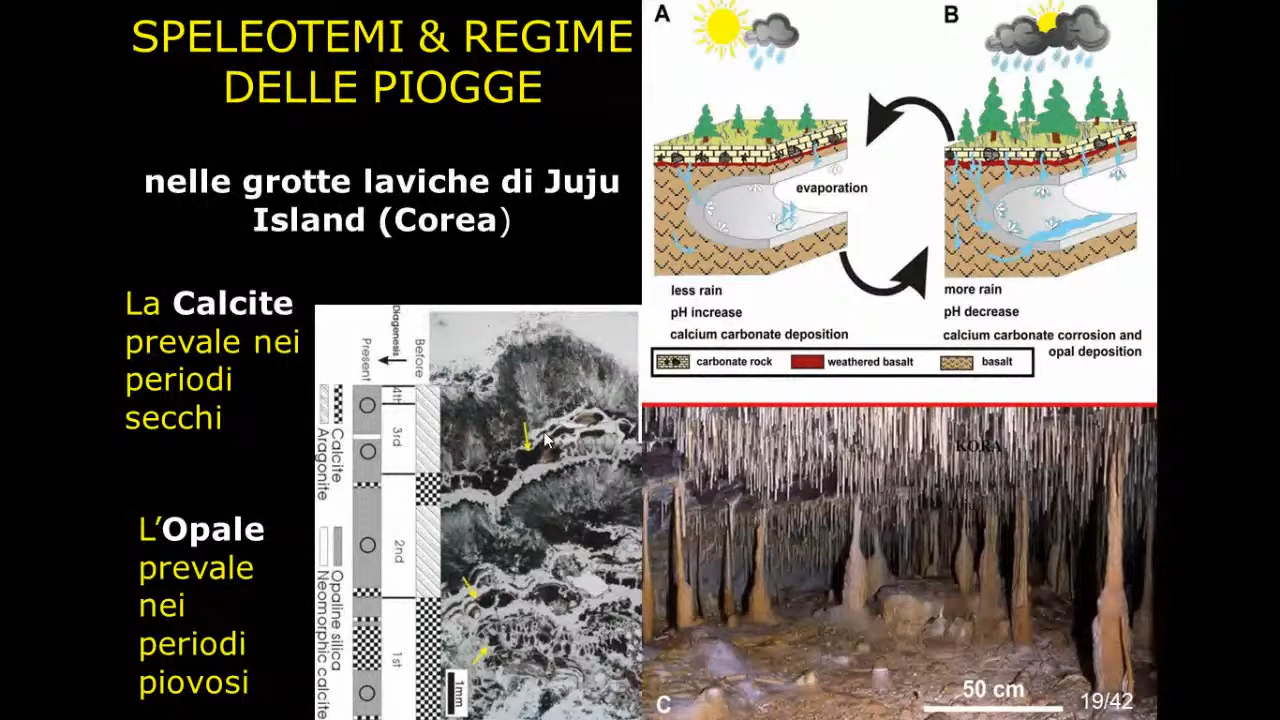 SPELEOTEMI & REGIME
DELLE PIOGGE
nelle grotte laviche di Juju
Island (Corea)
La Calcite
prevale nei
periodi
secchi
L’Opale
prevale
nei
periodi
piovosi
Diagenesis
Before
Present
4th
3rd
2nd
1st
Calcite
Aragonite
Opaline silica
Neomorphic calcite
1mm
A
B
evaporation
less rain
pH increase
calcium carbonate deposition
more rain
pH decrease
calcium carbonate corrosion and
opal deposition
carbonate rock
weathered basalt
basalt
KOREA
C
50 cm
19/42